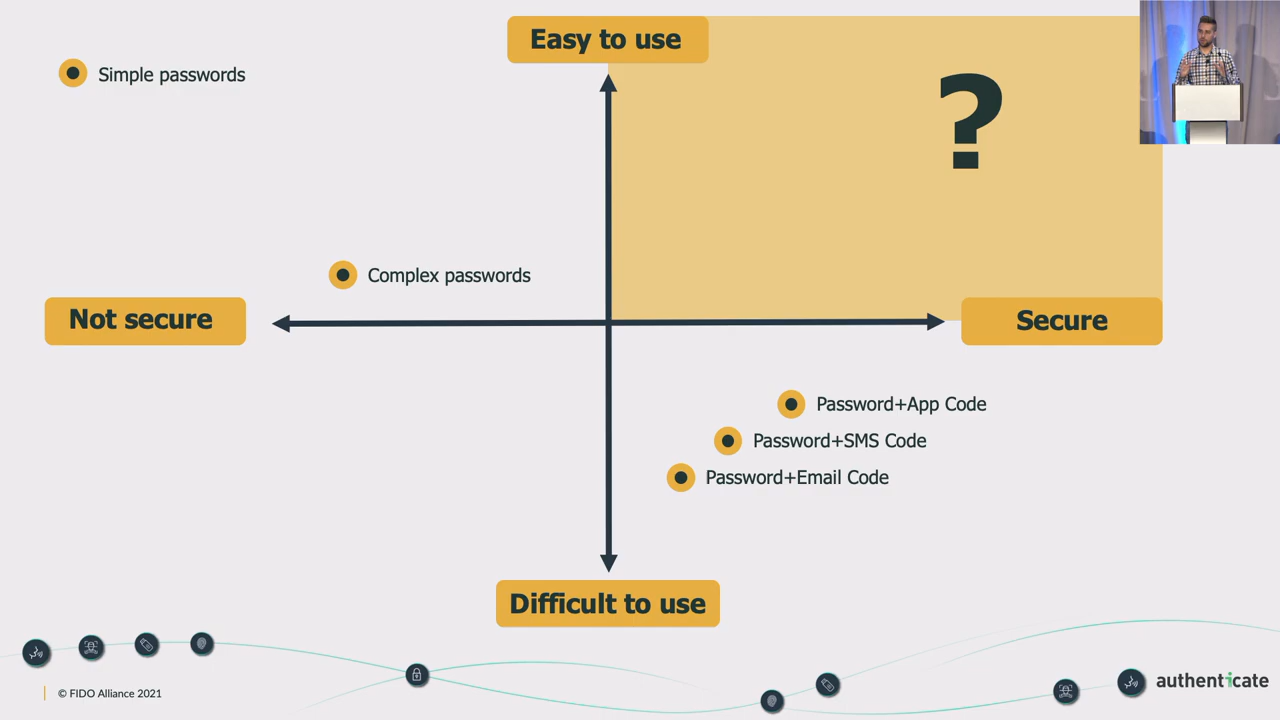 Easy to use
Simple passwords
?
Complex passwords
Not secure
Secure
Password+App Code
Password+SMS Code
Password+Email Code
Difficult to use
© FIDO Alliance 2021
authenticate